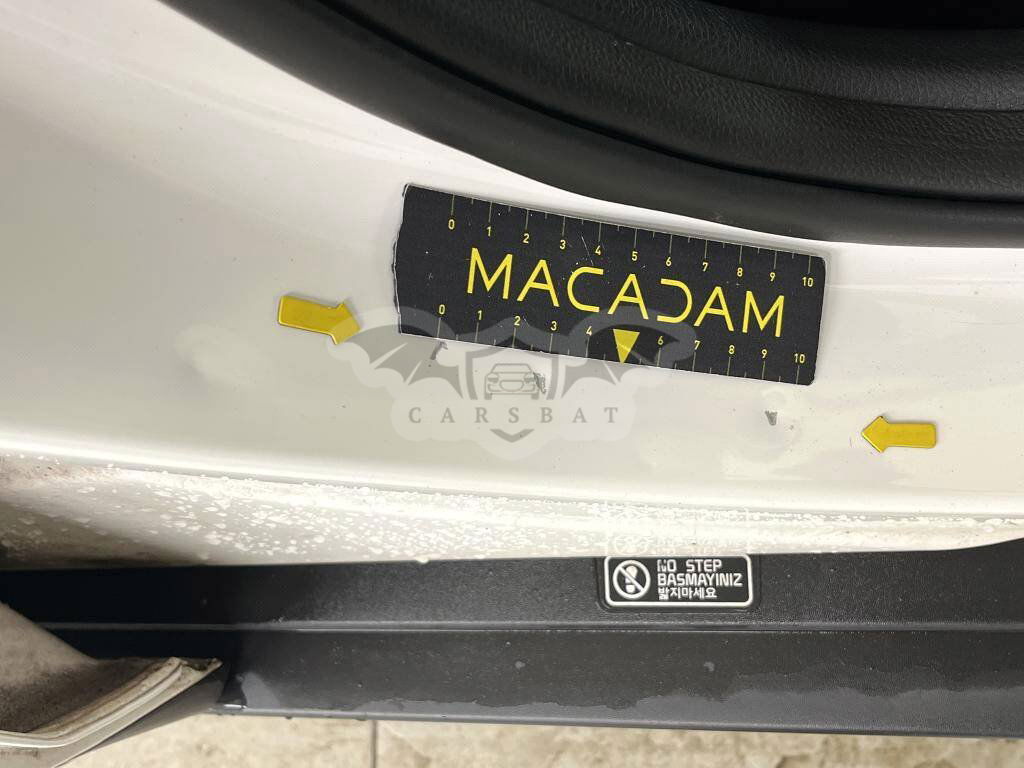 0 1 2 3 4 5 6 7 8 9 10
MACADAM
0 1 2 3 4 6 7 8 9 10
CARSBAT
NO STEP
BASMAYINIZ
밟지마세요